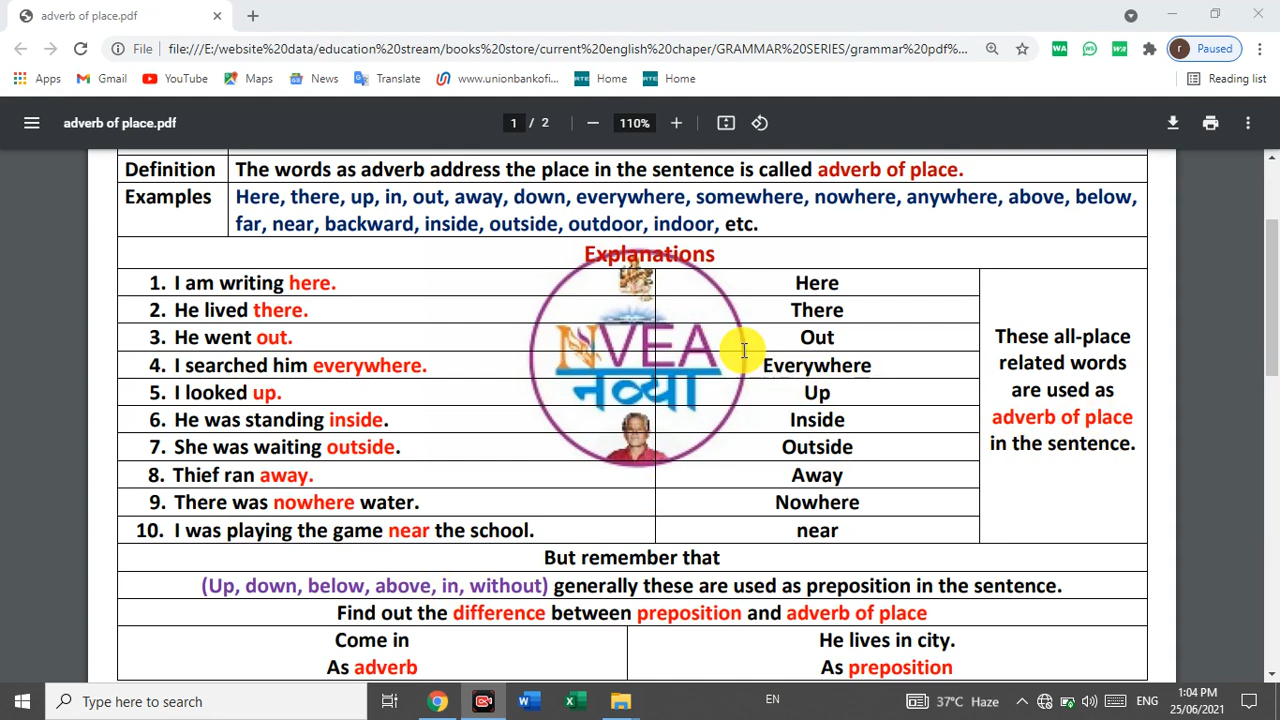 adverb of place.pdf
File file:///E:/website%20data/education%20stream/books%20store/current%20english%20chaper/GRAMMAR%20SERIES/grammar%20pdf%... r Paused
Apps Gmail YouTube Maps News Translate www.unionbankofi... Home Home Reading list
adverb of place.pdf 1 / 2 110%
Definition The words as adverb address the place in the sentence is called adverb of place.
Examples Here, there, up, in, out, away, down, everywhere, somewhere, nowhere, anywhere, above, below,
far, near, backward, inside, outside, outdoor, indoor, etc.
Explanations
1. I am writing here. Here
2. He lived there. There
3. He went out. Out
4. I searched him everywhere. Everywhere
5. I looked up. Up
6. He was standing inside. Inside
7. She was waiting outside. Outside
8. Thief ran away. Away
9. There was nowhere water. Nowhere
10. I was playing the game near the school. near
These all-place
related words
are used as
adverb of place
in the sentence.
NVEA
नव्या
But remember that
(Up, down, below, above, in, without) generally these are used as preposition in the sentence.
Find out the difference between preposition and adverb of place
Come in He lives in city.
As adverb As preposition
Type here to search EN 37°C Haze ENG 1:04 PM
25/06/2021